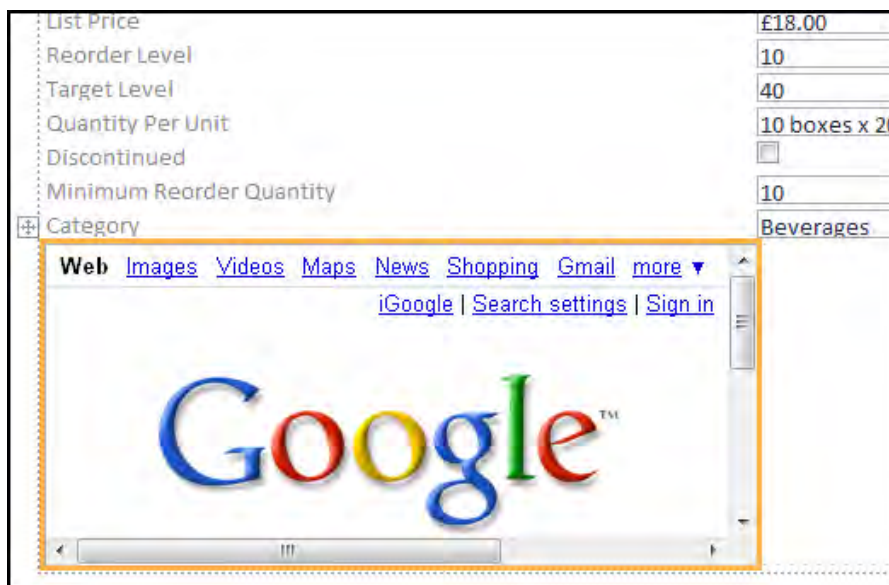 List Price £18.00
Reorder Level 10
Target Level 40
Quantity Per Unit 10 boxes x 20
Discontinued
Minimum Reorder Quantity 10
Category Beverages
Web Images Videos Maps News Shopping Gmail more ▼
iGoogle | Search settings | Sign in
Google™